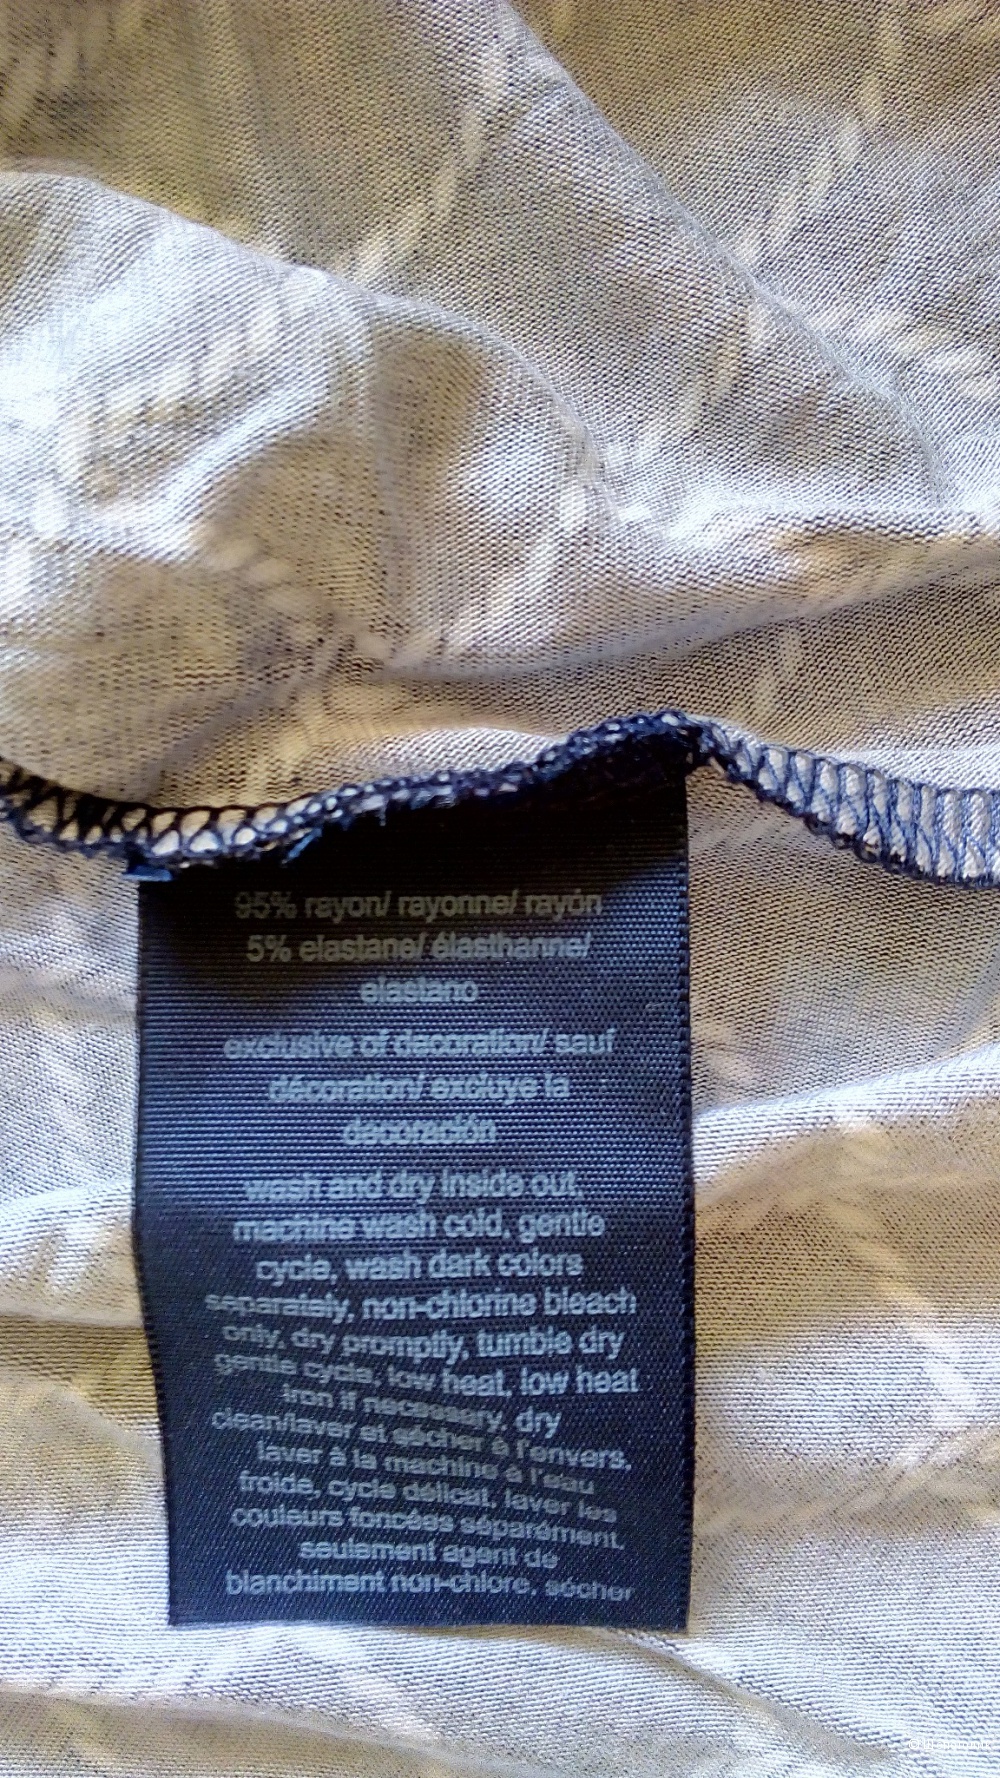 95% rayon/ rayonne/ rayón
5% elastane/ élasthanne/
elastano
exclusive of decoration/ sauf
décoration/ excluye la
decoración
wash and dry inside out,
machine wash cold, gentle
cycle, wash dark colors
separately, non-chlorine bleach
only, dry promptly, tumble dry
gentle cycle, low heat, low heat
iron if necessary, dry
clean/laver et sécher à l'envers,
laver à la machine à l'eau
froide, cycle délicat, laver les
couleurs foncées séparément,
seulement agent de
blanchiment non-chlore, sécher